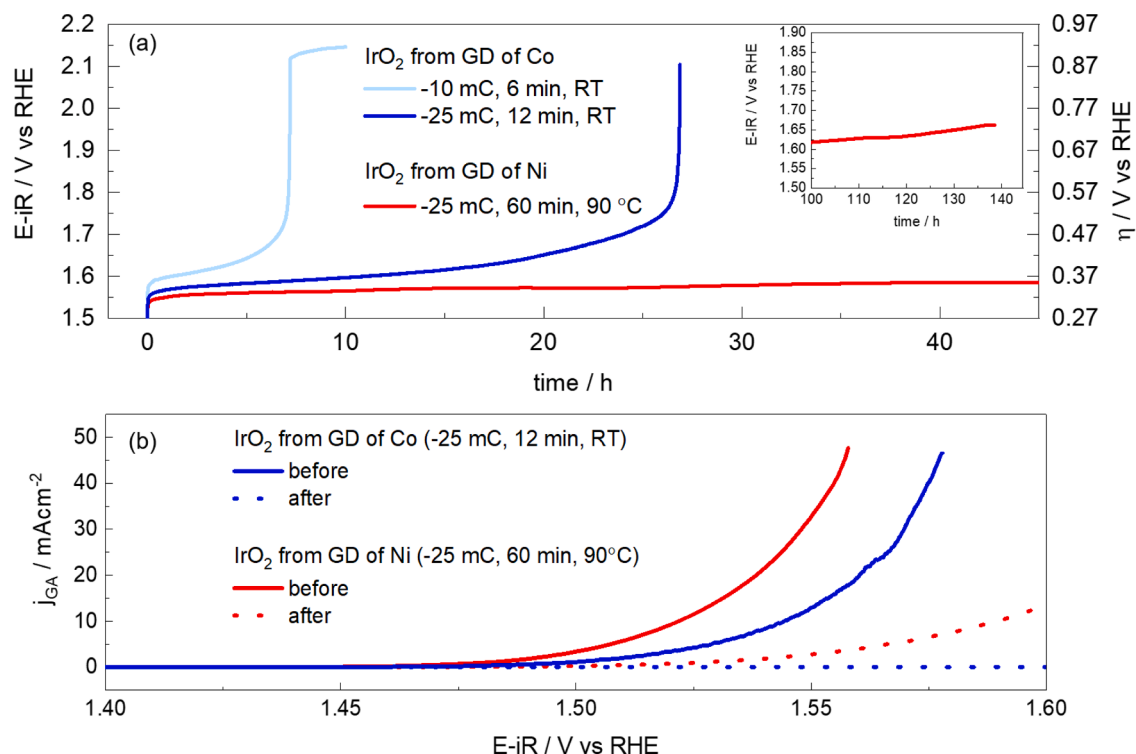 (a)
IrO2 from GD of Co
-10 mC, 6 min, RT
-25 mC, 12 min, RT
IrO2 from GD of Ni
-25 mC, 60 min, 90 °C
2.2
2.1
2.0
1.9
1.8
1.7
1.6
1.5
E-iR / V vs RHE
0 10 20 30 40
time / h
0.97
0.87
0.77
0.67
0.57
0.47
0.37
0.27
η / V vs RHE
1.90
1.85
1.80
1.75
1.70
1.65
1.60
1.55
1.50
E-iR / V vs RHE
100 110 120 130 140
time / h
(b)
IrO2 from GD of Co (-25 mC, 12 min, RT)
before
after
IrO2 from GD of Ni (-25 mC, 60 min, 90°C)
before
after
50
40
30
20
10
0
jGA / mAcm-2
1.40 1.45 1.50 1.55 1.60
E-iR / V vs RHE